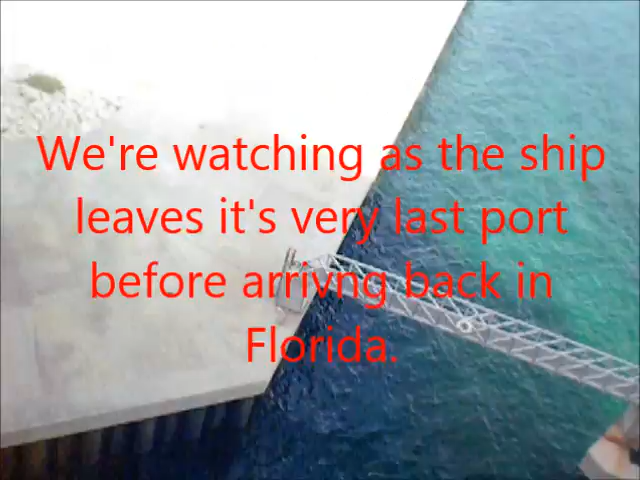 We're watching as the ship
leaves it's very last port
before arrivng back in
Florida.